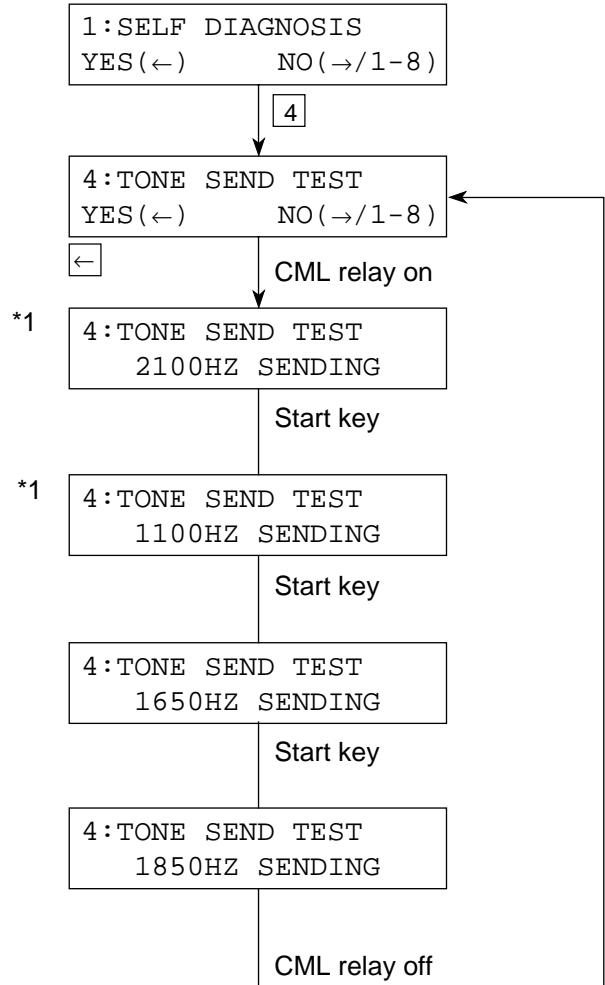 1:SELF DIAGNOSIS
YES(←) NO(→/1-8)
4
4:TONE SEND TEST
YES(←) NO(→/1-8)
←
CML relay on
*1
4:TONE SEND TEST
2100HZ SENDING
Start key
*1
4:TONE SEND TEST
1100HZ SENDING
Start key
4:TONE SEND TEST
1650HZ SENDING
Start key
4:TONE SEND TEST
1850HZ SENDING
CML relay off